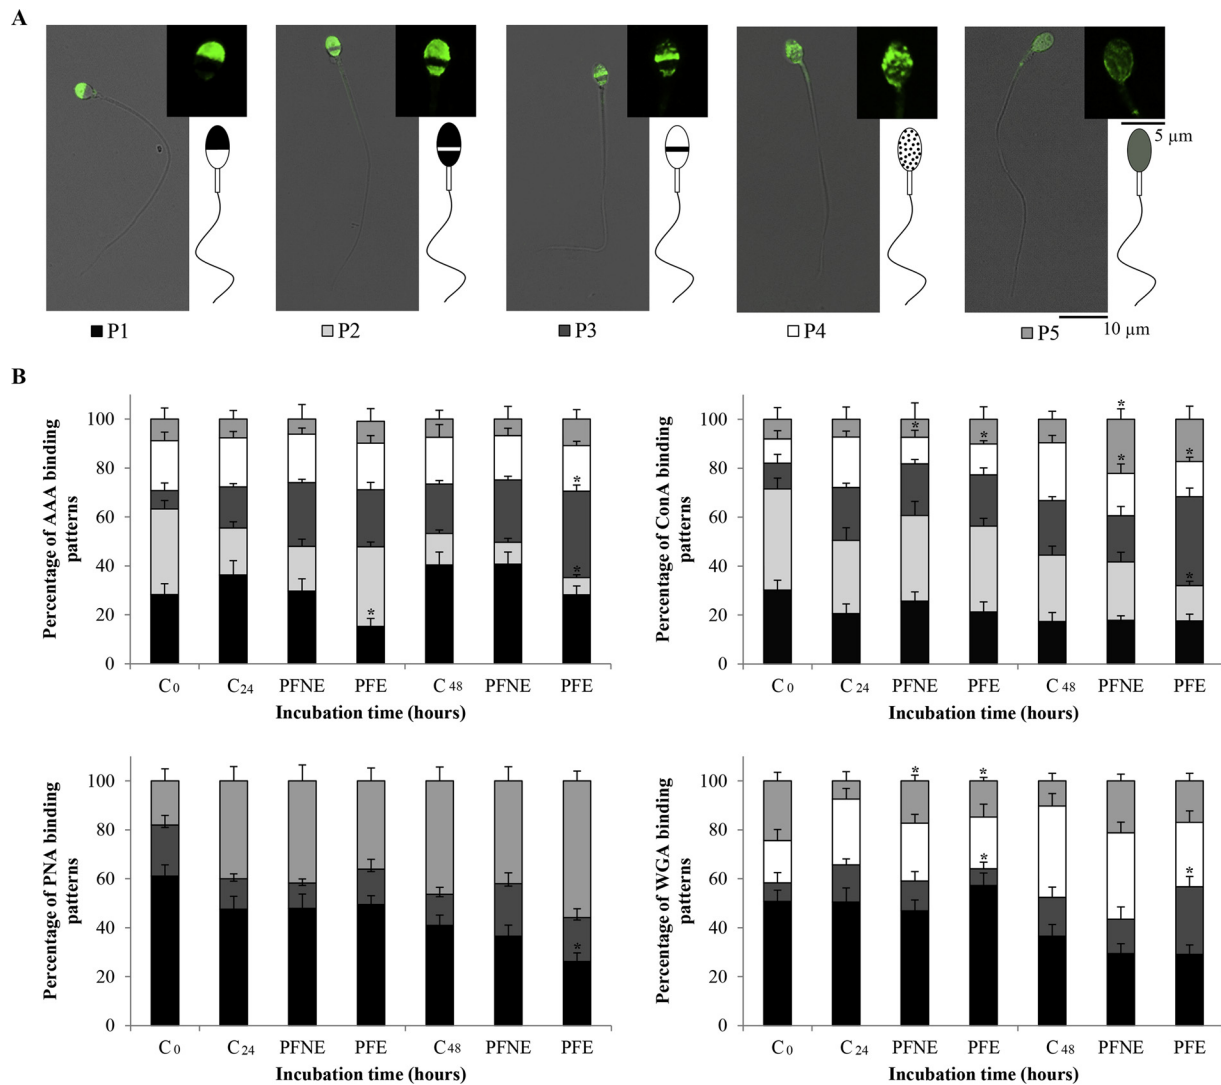 A
5 µm
P1 P2 P3 P4 P5
10 µm
B
Percentage of AAA binding
patterns
100
80
60
40
20
0
*
*
*
C0 C24 PFNE PFE C48 PFNE PFE
Incubation time (hours)
Percentage of ConA binding
patterns
100
80
60
40
20
0
*
*
*
*
*
*
C0 C24 PFNE PFE C48 PFNE PFE
Incubation time (hours)
Percentage of PNA binding
patterns
100
80
60
40
20
0
*
C0 C24 PFNE PFE C48 PFNE PFE
Incubation time (hours)
Percentage of WGA binding
patterns
100
80
60
40
20
0
* *
*
*
C0 C24 PFNE PFE C48 PFNE PFE
Incubation time (hours)